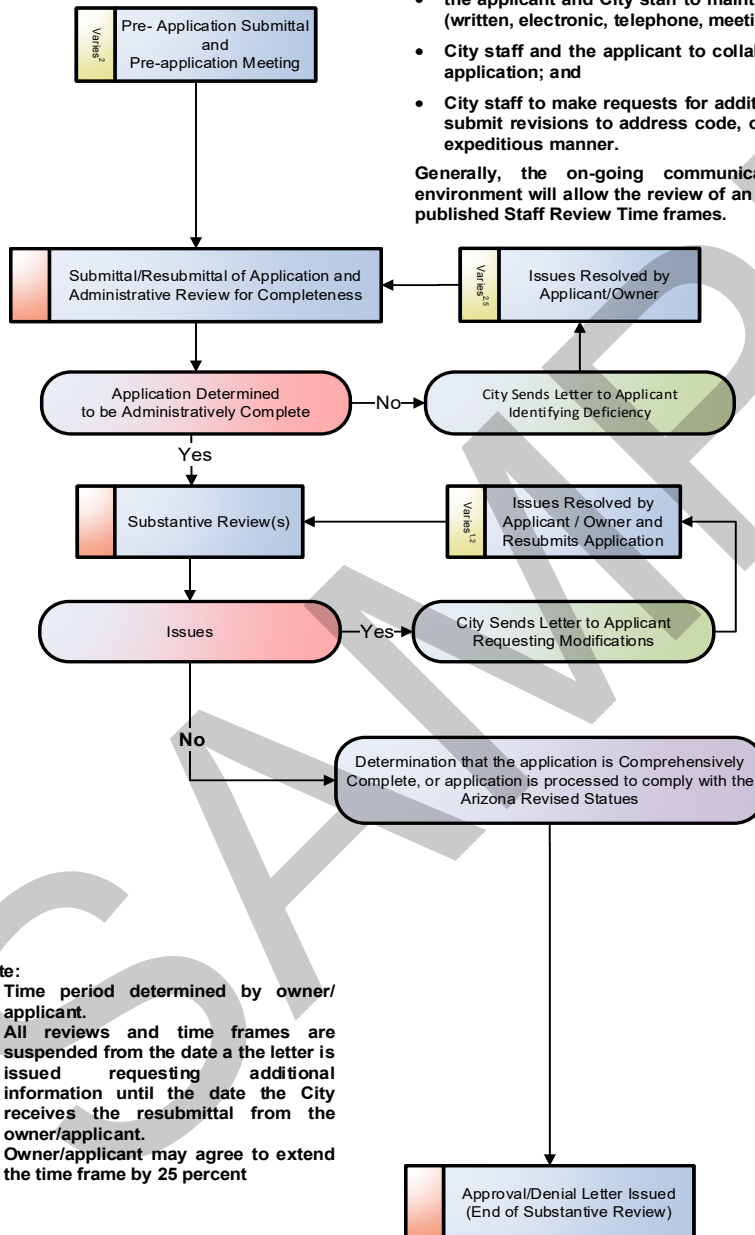 Pre- Application Submittal
and
Pre-application Meeting
Varies2
the applicant and City staff to maint
(written, electronic, telephone, meeti
• City staff and the applicant to collab
application; and
• City staff to make requests for addit
submit revisions to address code, o
expeditious manner.
Generally, the on-going communica
environment will allow the review of an
published Staff Review Time frames.
Submittal/Resubmittal of Application and
Administrative Review for Completeness
Varies2,5
Issues Resolved by
Applicant/Owner
Application Determined
to be Administratively Complete
No
City Sends Letter to Applicant
Identifying Deficiency
Yes
Substantive Review(s)
Varies1,2
Issues Resolved by
Applicant / Owner and
Resubmits Application
Issues
Yes
City Sends Letter to Applicant
Requesting Modifications
No
Determination that the application is Comprehensively
Complete, or application is processed to comply with the
Arizona Revised Statues
te:
Time period determined by owner/
applicant.
All reviews and time frames are
suspended from the date a the letter is
issued requesting additional
information until the date the City
receives the resubmittal from the
owner/applicant.
Owner/applicant may agree to extend
the time frame by 25 percent
Approval/Denial Letter Issued
(End of Substantive Review)
SAMP